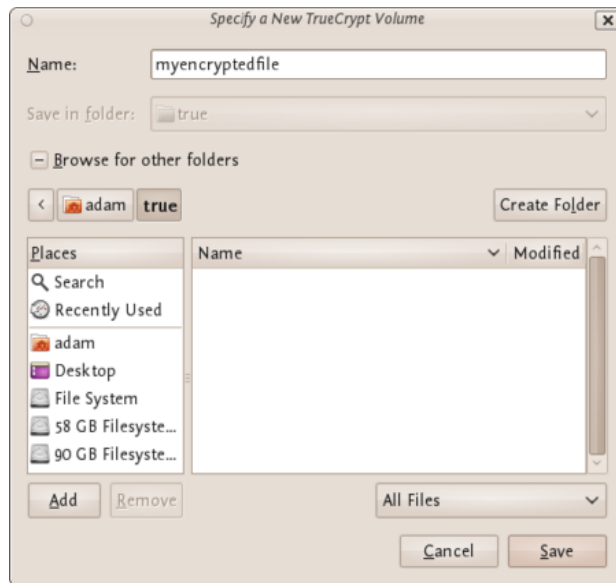 Specify a New TrueCrypt Volume
Name: myencryptedfile
Save in folder: true
Browse for other folders
adam true Create Folder
Places Name Modified
Search
Recently Used
adam
Desktop
File System
58 GB Filesyste...
90 GB Filesyste...
Add Remove All Files
Cancel Save